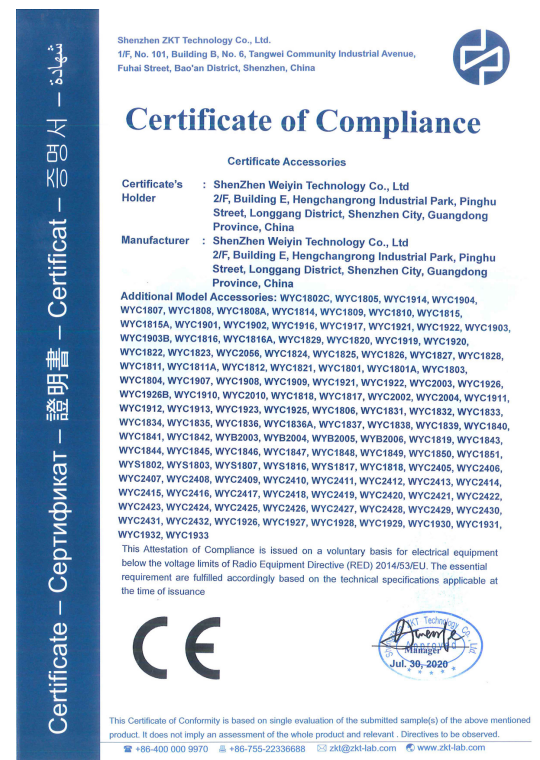 Shenzhen ZKT Technology Co., Ltd.
1/F, No. 101, Building B, No. 6, Tangwei Community Industrial Avenue,
Fuhai Street, Bao'an District, Shenzhen, China
Certificate of Compliance
Certificate Accessories
Certificate's Holder : ShenZhen Weiyin Technology Co., Ltd
2/F, Building E, Hengchangrong Industrial Park, Pinghu
Street, Longgang District, Shenzhen City, Guangdong
Province, China
Manufacturer : ShenZhen Weiyin Technology Co., Ltd
2/F, Building E, Hengchangrong Industrial Park, Pinghu
Street, Longgang District, Shenzhen City, Guangdong
Province, China
Additional Model Accessories: WYC1802C, WYC1805, WYC1914, WYC1904,
WYC1807, WYC1808, WYC1808A, WYC1814, WYC1809, WYC1810, WYC1815,
WYC1815A, WYC1901, WYC1902, WYC1916, WYC1917, WYC1921, WYC1922, WYC1903,
WYC1903B, WYC1816, WYC1816A, WYC1829, WYC1820, WYC1919, WYC1920,
WYC1822, WYC1823, WYC2056, WYC1824, WYC1825, WYC1826, WYC1827, WYC1828,
WYC1811, WYC1811A, WYC1812, WYC1821, WYC1801, WYC1801A, WYC1803,
WYC1804, WYC1907, WYC1908, WYC1909, WYC1921, WYC1922, WYC2003, WYC1926,
WYC1926B, WYC1910, WYC2010, WYC1818, WYC1817, WYC2002, WYC2004, WYC1911,
WYC1912, WYC1913, WYC1923, WYC1925, WYC1806, WYC1831, WYC1832, WYC1833,
WYC1834, WYC1835, WYC1836, WYC1836A, WYC1837, WYC1838, WYC1839, WYC1840,
WYC1841, WYC1842, WYB2003, WYB2004, WYB2005, WYB2006, WYC1819, WYC1843,
WYC1844, WYC1845, WYC1846, WYC1847, WYC1848, WYC1849, WYC1850, WYC1851,
WYS1802, WYS1803, WYS1807, WYS1816, WYS1817, WYC1818, WYC2405, WYC2406,
WYC2407, WYC2408, WYC2409, WYC2410, WYC2411, WYC2412, WYC2413, WYC2414,
WYC2415, WYC2416, WYC2417, WYC2418, WYC2419, WYC2420, WYC2421, WYC2422,
WYC2423, WYC2424, WYC2425, WYC2426, WYC2427, WYC2428, WYC2429, WYC2430,
WYC2431, WYC2432, WYC1926, WYC1927, WYC1928, WYC1929, WYC1930, WYC1931,
WYC1932, WYC1933
This Attestation of Compliance is issued on a voluntary basis for electrical equipment
below the voltage limits of Radio Equipment Directive (RED) 2014/53/EU. The essential
requirement are fulfilled accordingly based on the technical specifications applicable at
the time of issuance
CE
Shenzhen ZKT Technology Co., Ltd.
Approved
Manager
Jul. 30, 2020
This Certificate of Conformity is based on single evaluation of the submitted sample(s) of the above mentioned
product. It does not imply an assessment of the whole product and relevant . Directives to be observed.
+86-400 000 9970 +86-755-22336688 zkt@zkt-lab.com www.zkt-lab.com
Certificate – Сертификат – 證明書 – Certificat – 증명서 – شهادة